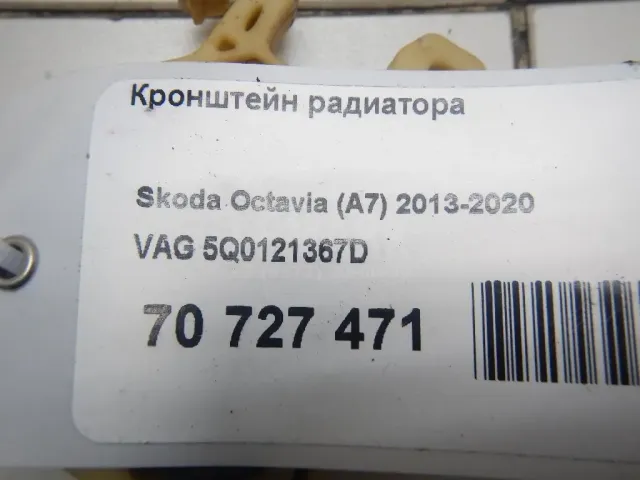 Кронштейн радиатора
Skoda Octavia (A7) 2013-2020
VAG 5Q0121367D
70 727 471